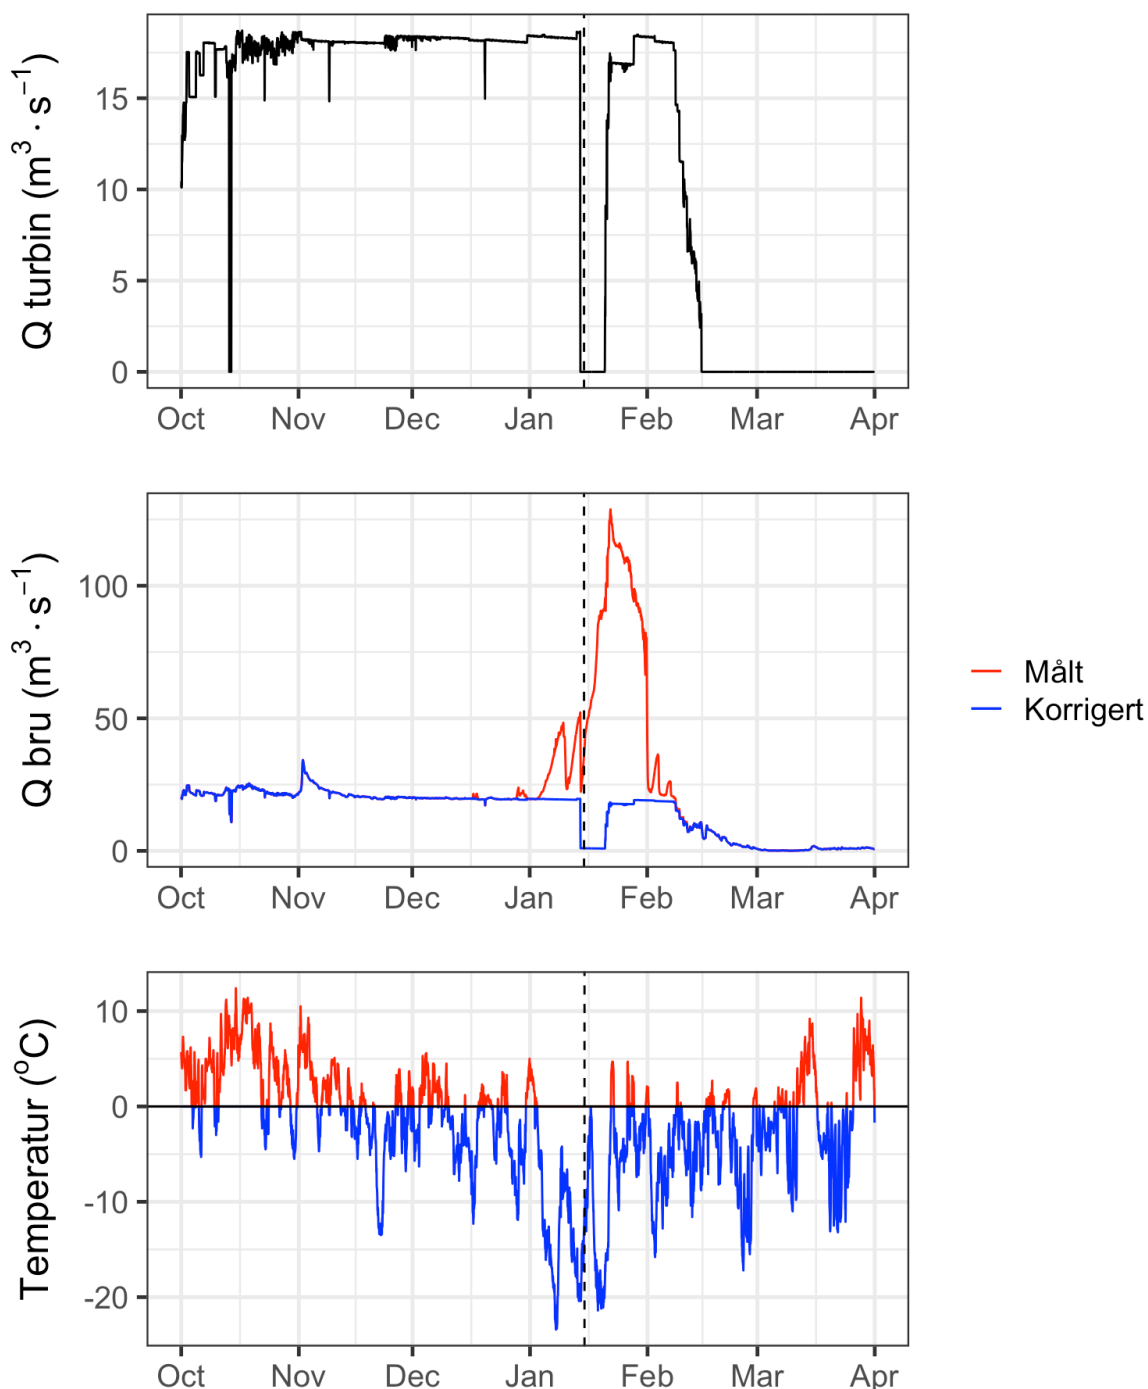 Q turbin (m³ · s⁻¹)
15
10
5
0
Oct Nov Dec Jan Feb Mar Apr
Q bru (m³ · s⁻¹)
100
50
0
Oct Nov Dec Jan Feb Mar Apr
Målt
Korrigert
Temperatur (°C)
10
0
-10
-20
Oct Nov Dec Jan Feb Mar Apr